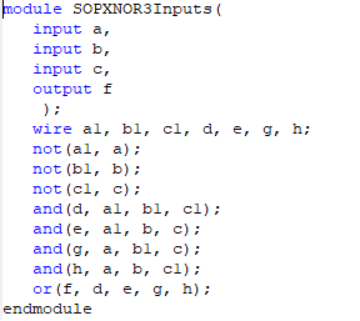 module SOPXNOR3Inputs(
input a,
input b,
input c,
output f
);
wire a1, b1, c1, d, e, g, h;
not(a1, a);
not(b1, b);
not(c1, c);
and(d, a1, b1, c1);
and(e, a1, b, c);
and(g, a, b1, c);
and(h, a, b, c1);
or(f, d, e, g, h);
endmodule